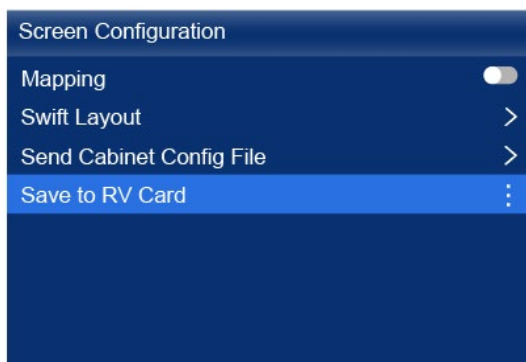 Screen Configuration
Mapping
Swift Layout
Send Cabinet Config File
Save to RV Card